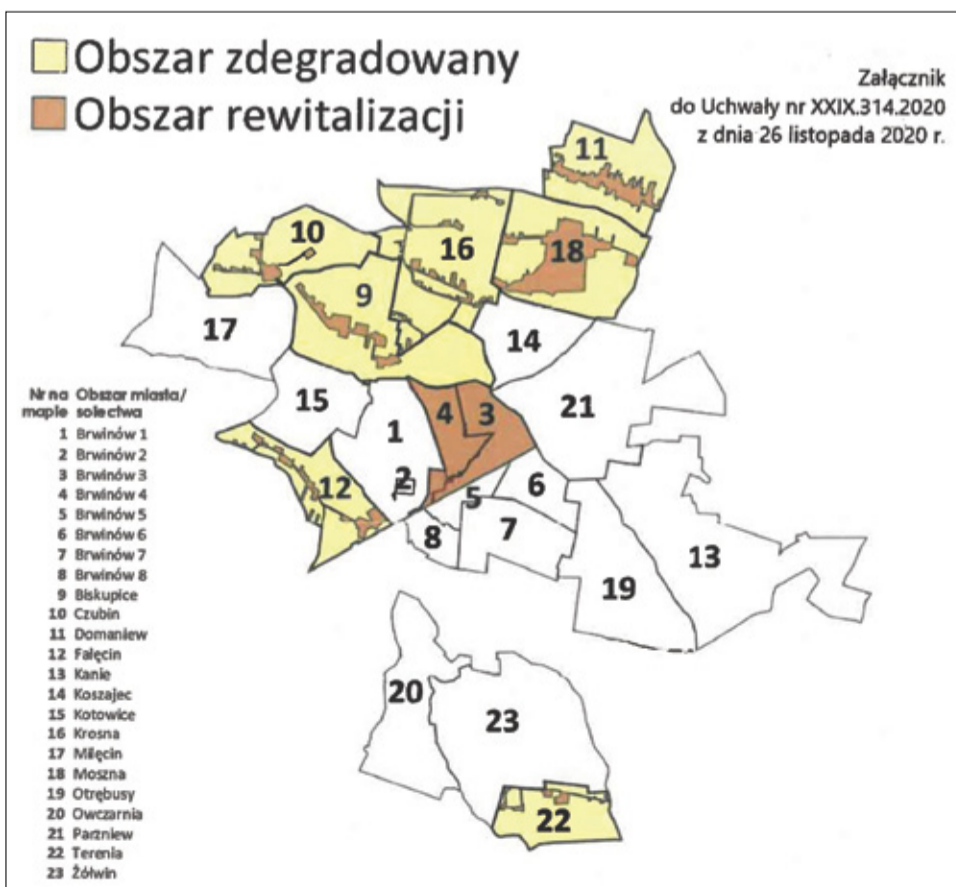 Obszar zdegradowany
Obszar rewitalizacji
Załącznik
do Uchwały nr XXIX.314.2020
z dnia 26 listopada 2020 r.
11
10
16
18
9
17
14
15
4
3
21
1
2
12
5
6
8
7
13
19
20
23
22
Nr na Obszar miasta/
maple sołectwa
1 Brwinów 1
2 Brwinów 2
3 Brwinów 3
4 Brwinów 4
5 Brwinów 5
6 Brwinów 6
7 Brwinów 7
8 Brwinów 8
9 Biskupice
10 Czubin
11 Domaniew
12 Falęcin
13 Kanie
14 Koszajec
15 Kotowice
16 Krosna
17 Milęcin
18 Moszna
19 Otrębusy
20 Owczarnia
21 Parzniew
22 Terenia
23 Żółwin